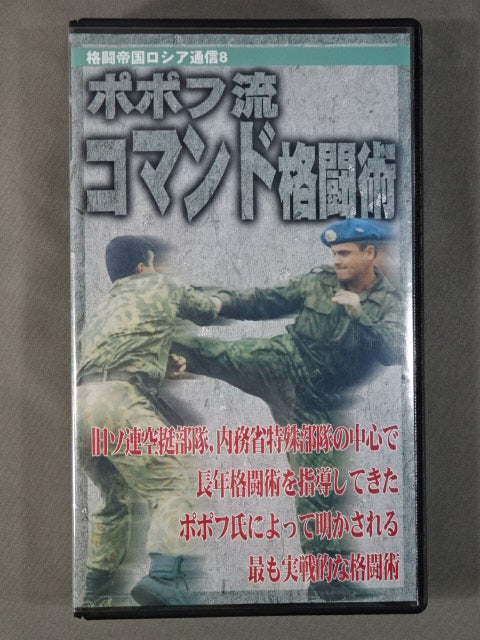 格闘帝国ロシア通信8
ポポフ流
コマンド格闘術
旧ソ連空挺部隊,内務省特殊部隊の中心で
長年格闘術を指導してきた
ポポフ氏によって明かされる
最も実戦的な格闘術